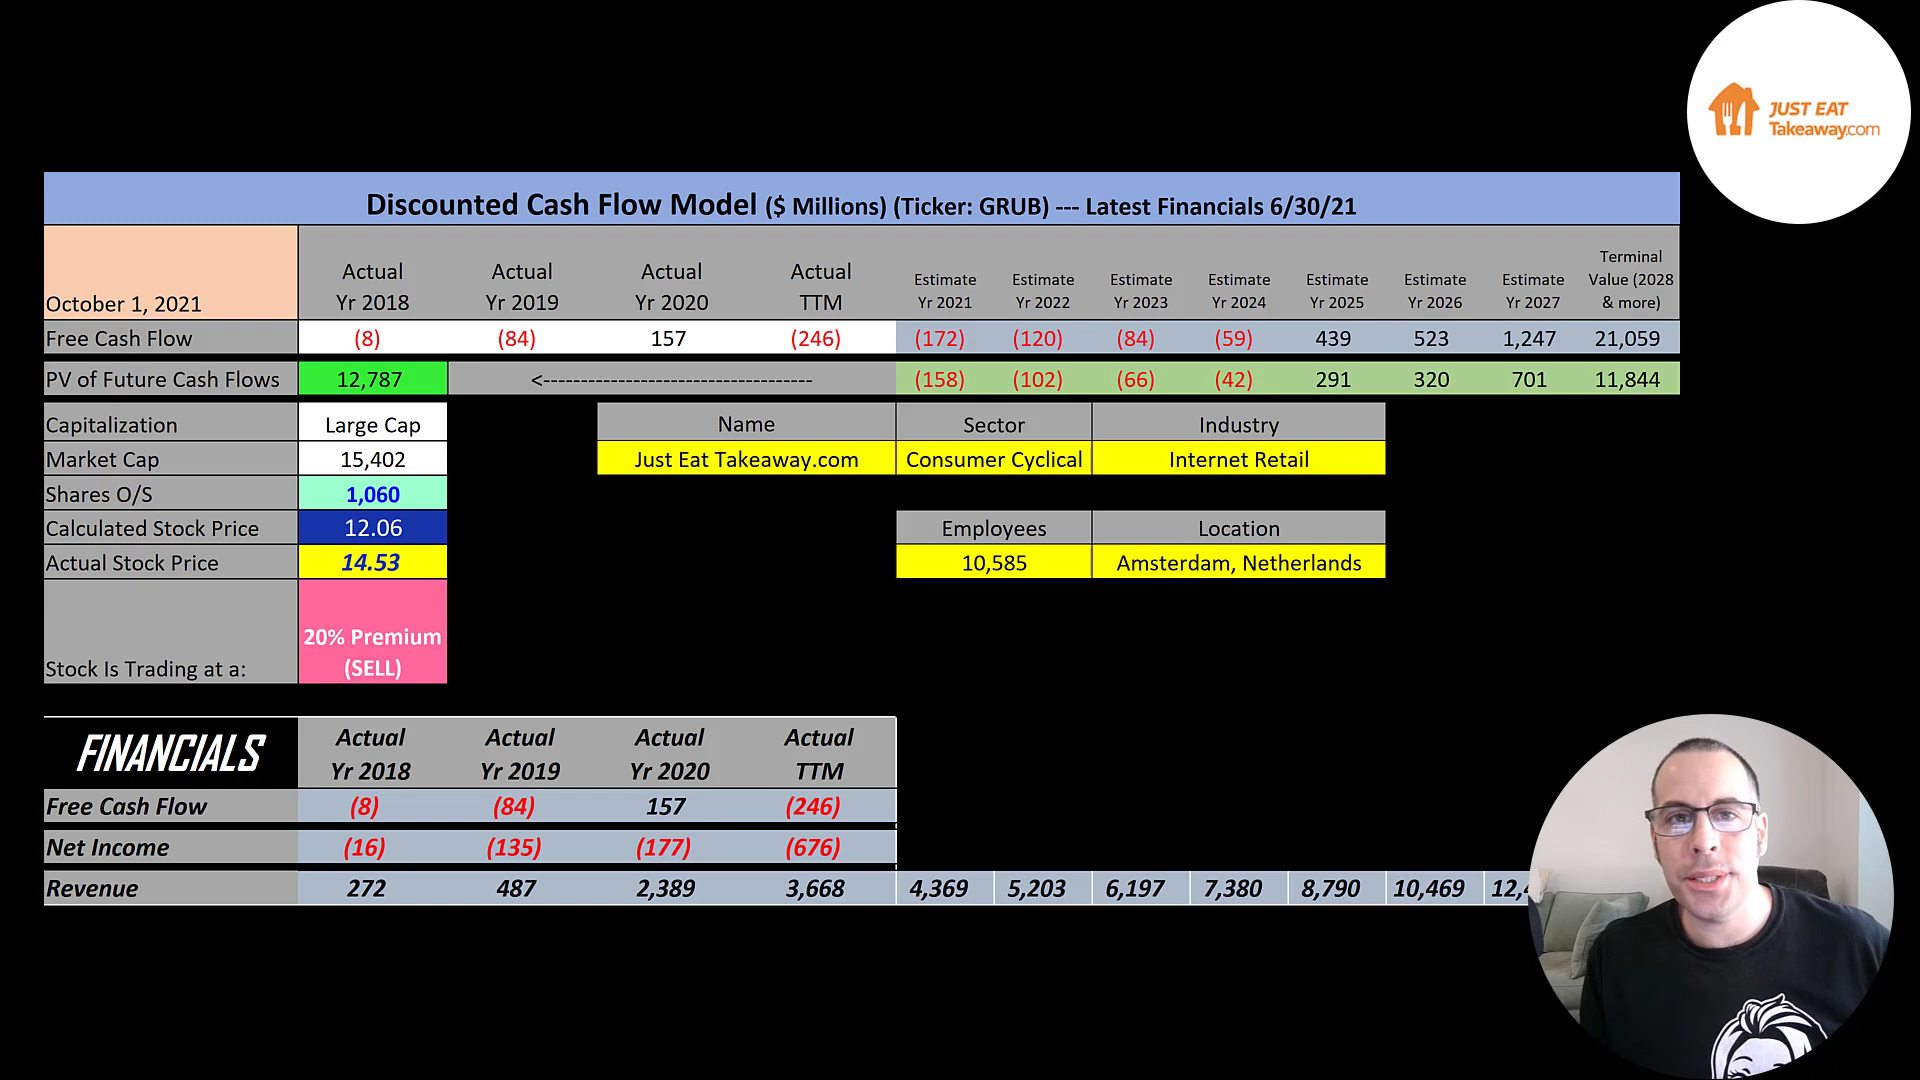 JUST EAT
Takeaway.com
Discounted Cash Flow Model ($ Millions) (Ticker: GRUB) --- Latest Financials 6/30/21
October 1, 2021 Actual Yr 2018 Actual Yr 2019 Actual Yr 2020 Actual TTM Estimate Yr 2021 Estimate Yr 2022 Estimate Yr 2023 Estimate Yr 2024 Estimate Yr 2025 Estimate Yr 2026 Estimate Yr 2027 Terminal Value (2028 & more)
Free Cash Flow (8) (84) 157 (246) (172) (120) (84) (59) 439 523 1,247 21,059
PV of Future Cash Flows 12,787 <------------------------------------ (158) (102) (66) (42) 291 320 701 11,844
Capitalization Large Cap Name Sector Industry
Market Cap 15,402 Just Eat Takeaway.com Consumer Cyclical Internet Retail
Shares O/S 1,060
Calculated Stock Price 12.06 Employees Location
Actual Stock Price 14.53 10,585 Amsterdam, Netherlands
Stock Is Trading at a: 20% Premium (SELL)
FINANCIALS Actual Yr 2018 Actual Yr 2019 Actual Yr 2020 Actual TTM
Free Cash Flow (8) (84) 157 (246)
Net Income (16) (135) (177) (676)
Revenue 272 487 2,389 3,668 4,369 5,203 6,197 7,380 8,790 10,469